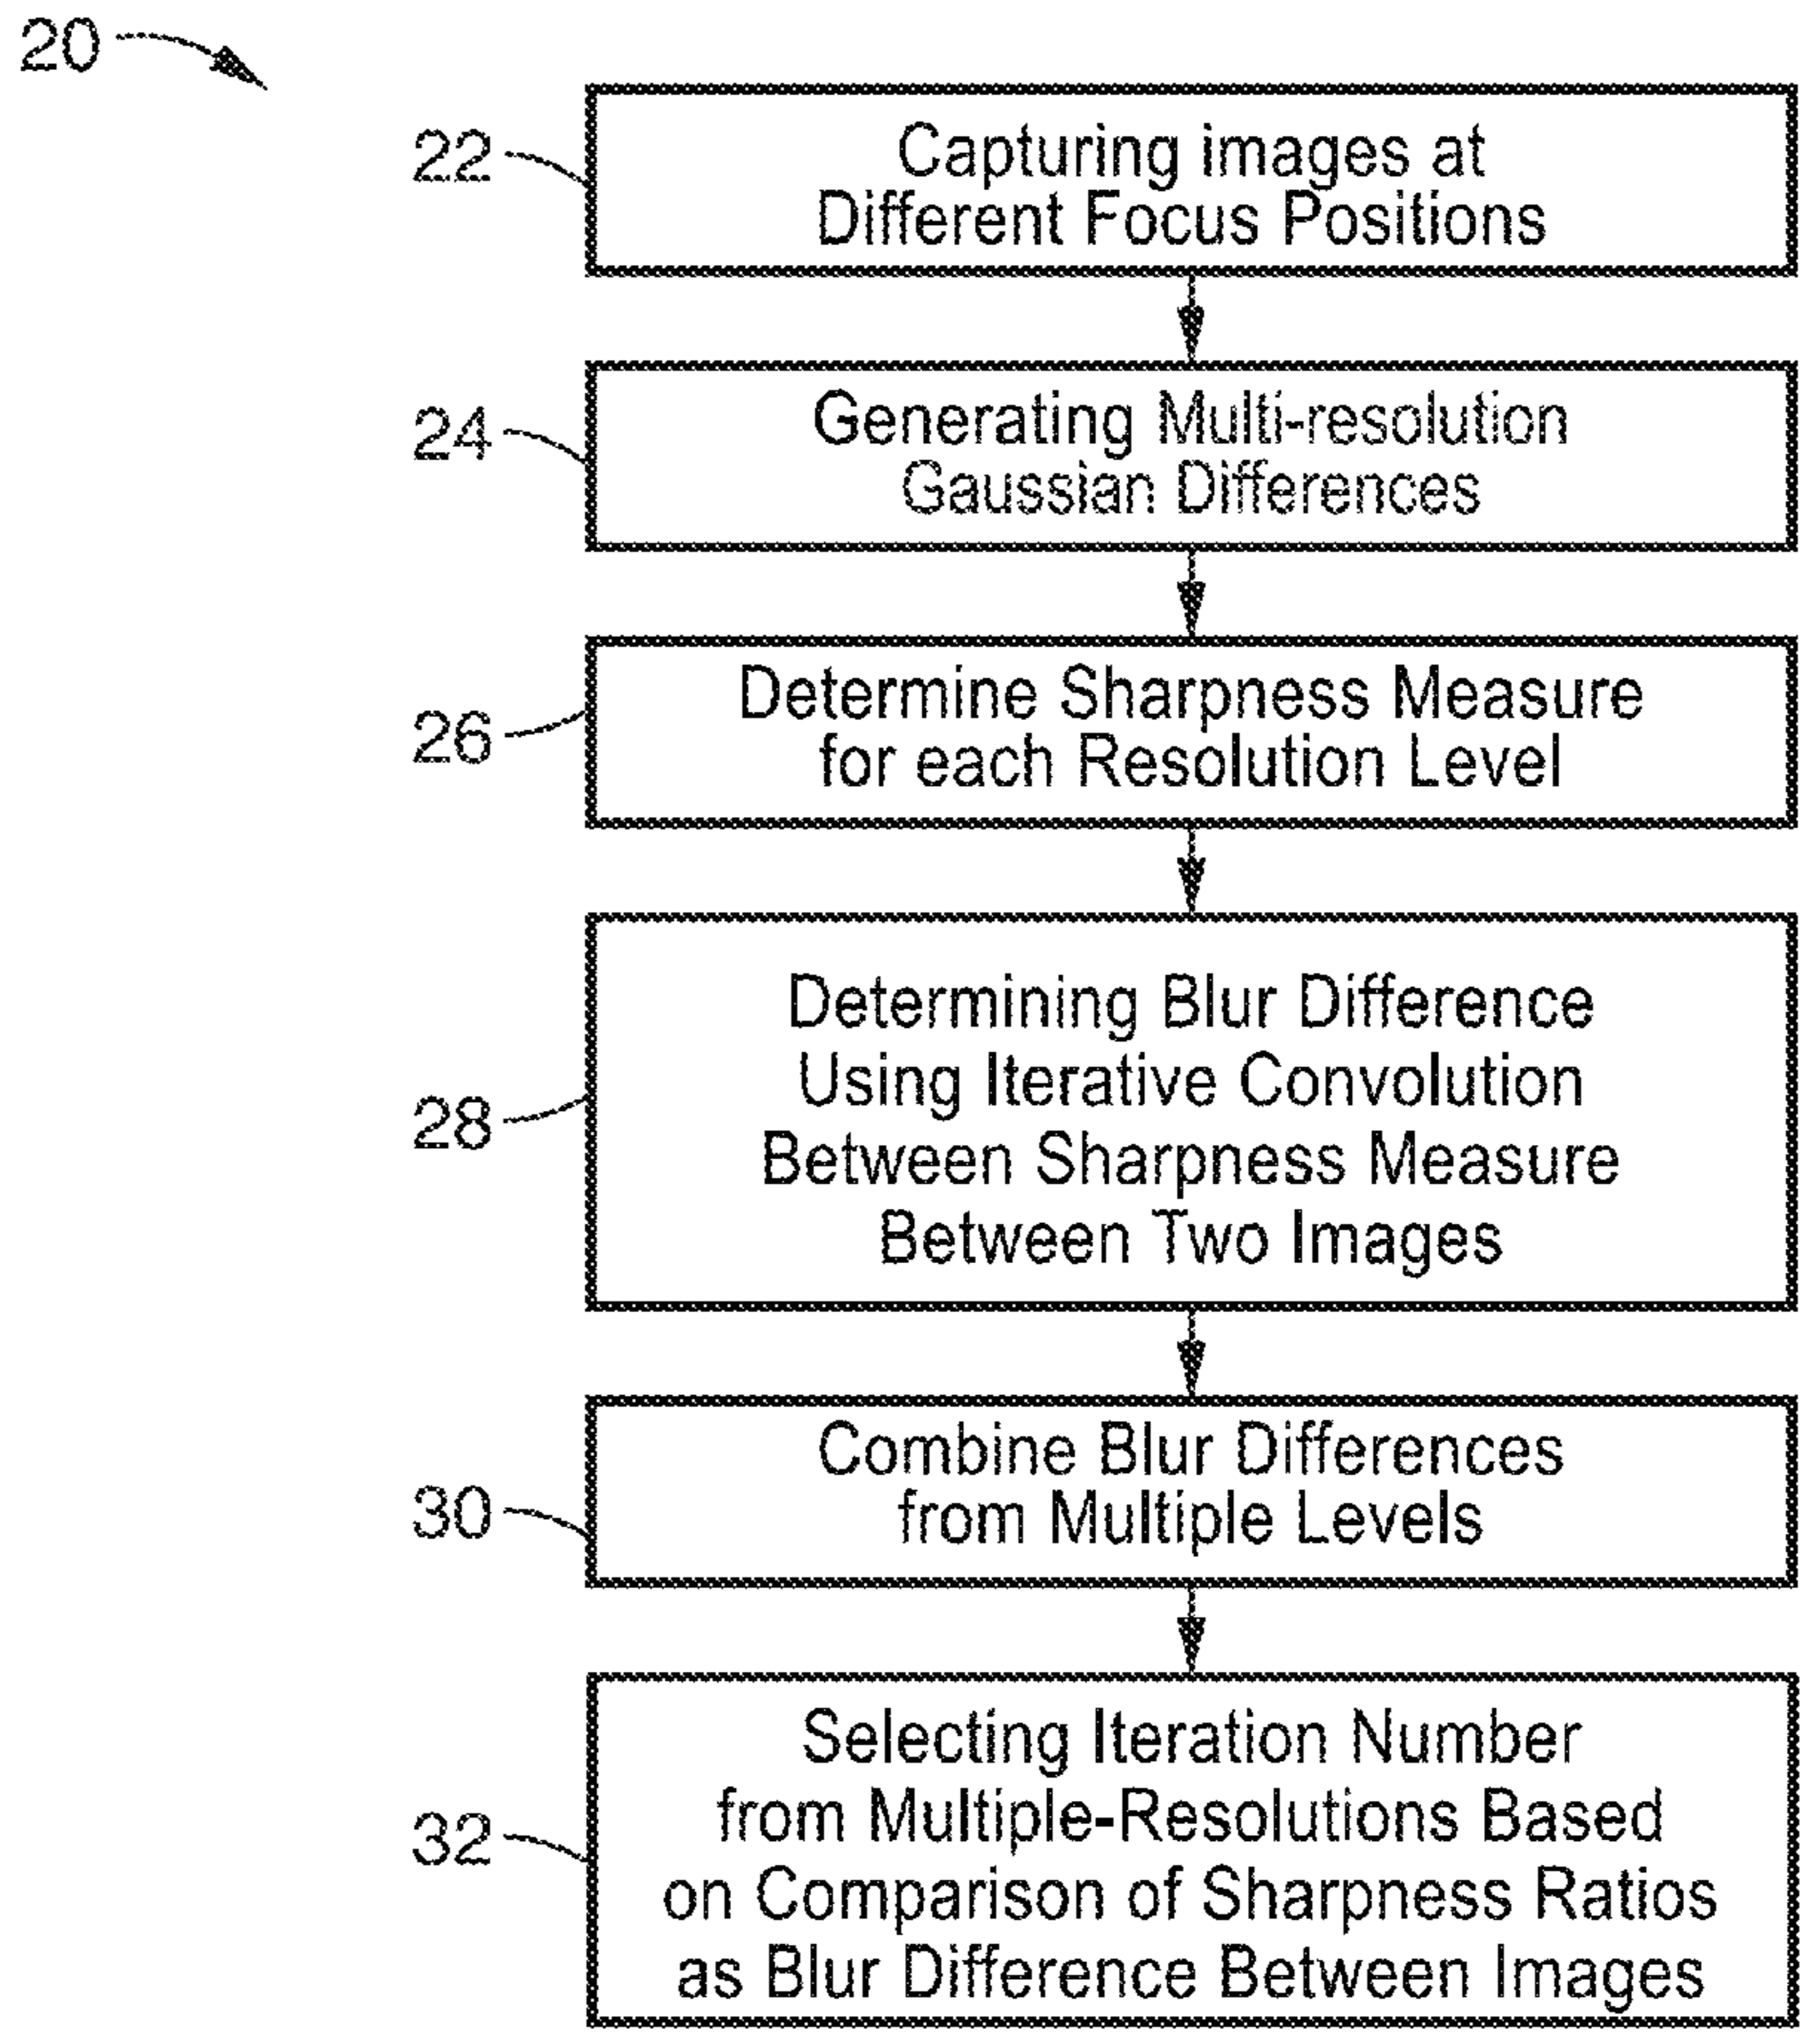 20
22
Capturing images at
Different Focus Positions
24
Generating Multi-resolution
Gaussian Differences
26
Determine Sharpness Measure
for each Resolution Level
28
Determining Blur Difference
Using Iterative Convolution
Between Sharpness Measure
Between Two Images
30
Combine Blur Differences
from Multiple Levels
32
Selecting Iteration Number
from Multiple-Resolutions Based
on Comparison of Sharpness Ratios
as Blur Difference Between Images